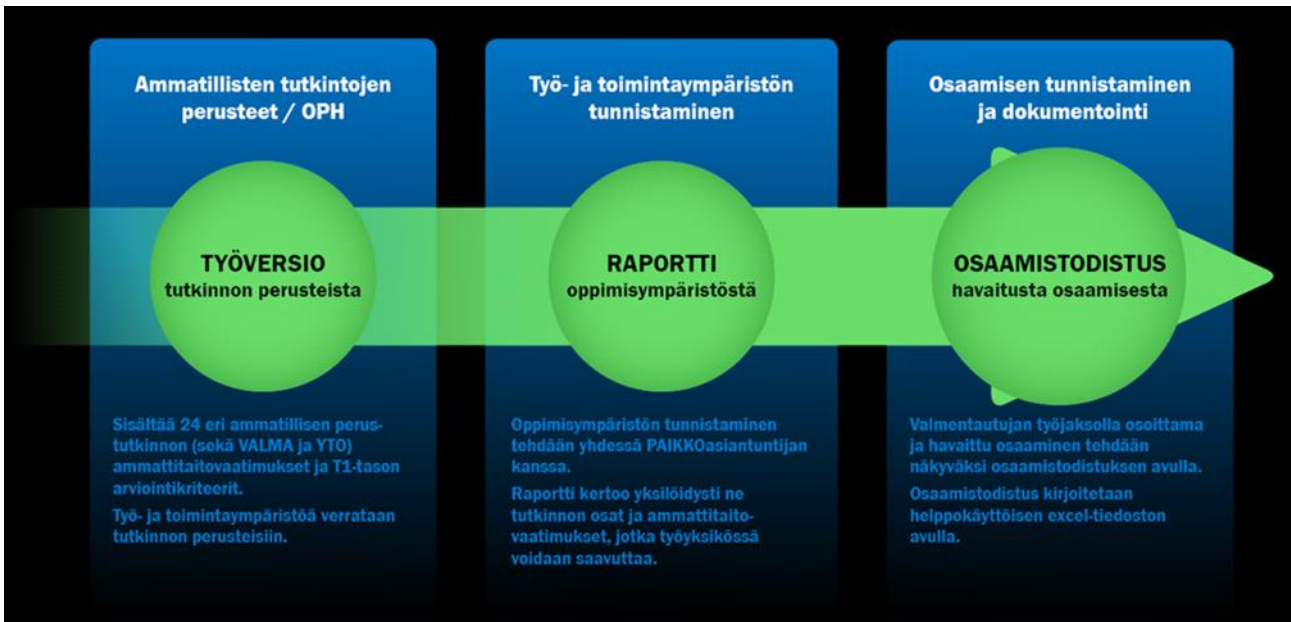 Ammatillisten tutkintojen
perusteet / OPH
TYÖVERSIO
tutkinnon perusteista
Sisältää 24 eri ammatillisen perus-
tutkinnon (sekä VALMA ja YTO)
ammattitaitovaatimukset ja T1-tason
arviointikriteerit.
Työ- ja toimintaympäristöä verrataan
tutkinnon perusteisiin.
Työ- ja toimintaympäristön
tunnistaminen
RAPORTTI
oppimisympäristöstä
Oppimisympäristön tunnistaminen
tehdään yhdessä PAIKKOasiantuntijan
kanssa.
Raportti kertoo yksilöidysti ne
tutkinnon osat ja ammattitaito-
vaatimukset, jotka työyksikössä
voidaan saavuttaa.
Osaamisen tunnistaminen
ja dokumentointi
OSAAMISTODISTUS
havaitusta osaamisesta
Valmentautujan työjaksolla osoittama
ja havaittu osaaminen tehdään
näkyväksi osaamistodistuksen avulla.
Osaamistodistus kirjoitetaan
helppokäyttöisen excel-tiedoston
avulla.